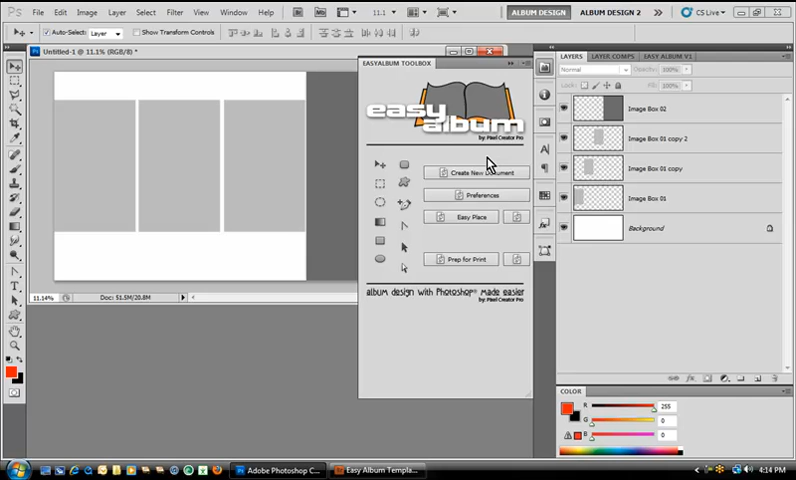 Ps
11.1
ALBUM DESIGN
ALBUM DESIGN 2
CS Live
File Edit Image Layer Select Filter View Window Help
Auto-Select: Layer
Show Transform Controls
Untitled-1 @ 11.1% (RGB/8) *
11.14%
Doc: 51.5M/20.8M
EASYALBUM TOOLBOX
easy
album
by: Pixel Creator Pro
Create New Document
Preferences
Easy Place
Prep for Print
album design with Photoshop® made easier
by: Pixel Creator Pro
LAYERS LAYER COMPS EASY ALBUM V1
Normal
Opacity: 100%
Lock:
Fill: 100%
Image Box 02
Image Box 01 copy 2
Image Box 01 copy
Image Box 01
Background
COLOR
R 255
G 0
B 0
Adobe Photoshop C...
Easy Album Templa...
4:14 PM